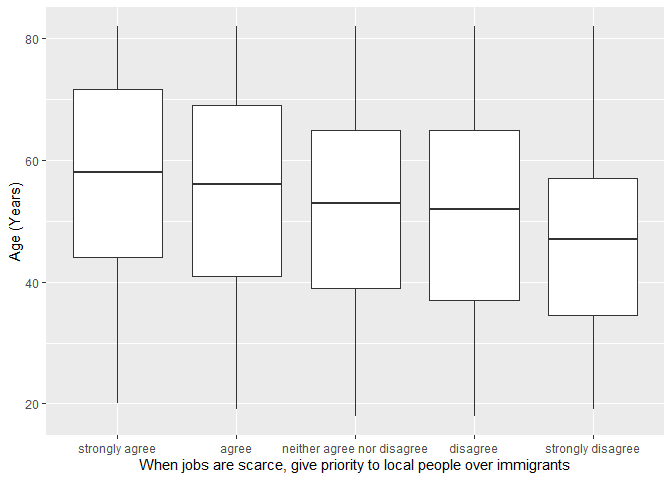 Age (Years)
80
60
40
20
strongly agree
agree
neither agree nor disagree
disagree
strongly disagree
When jobs are scarce, give priority to local people over immigrants